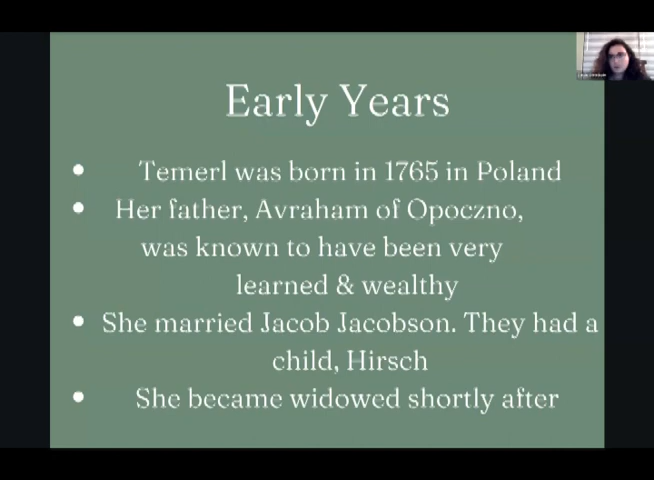 Early Years
• Temerl was born in 1765 in Poland
• Her father, Avraham of Opoczno,
was known to have been very
learned & wealthy
• She married Jacob Jacobson. They had a
child, Hirsch
• She became widowed shortly after